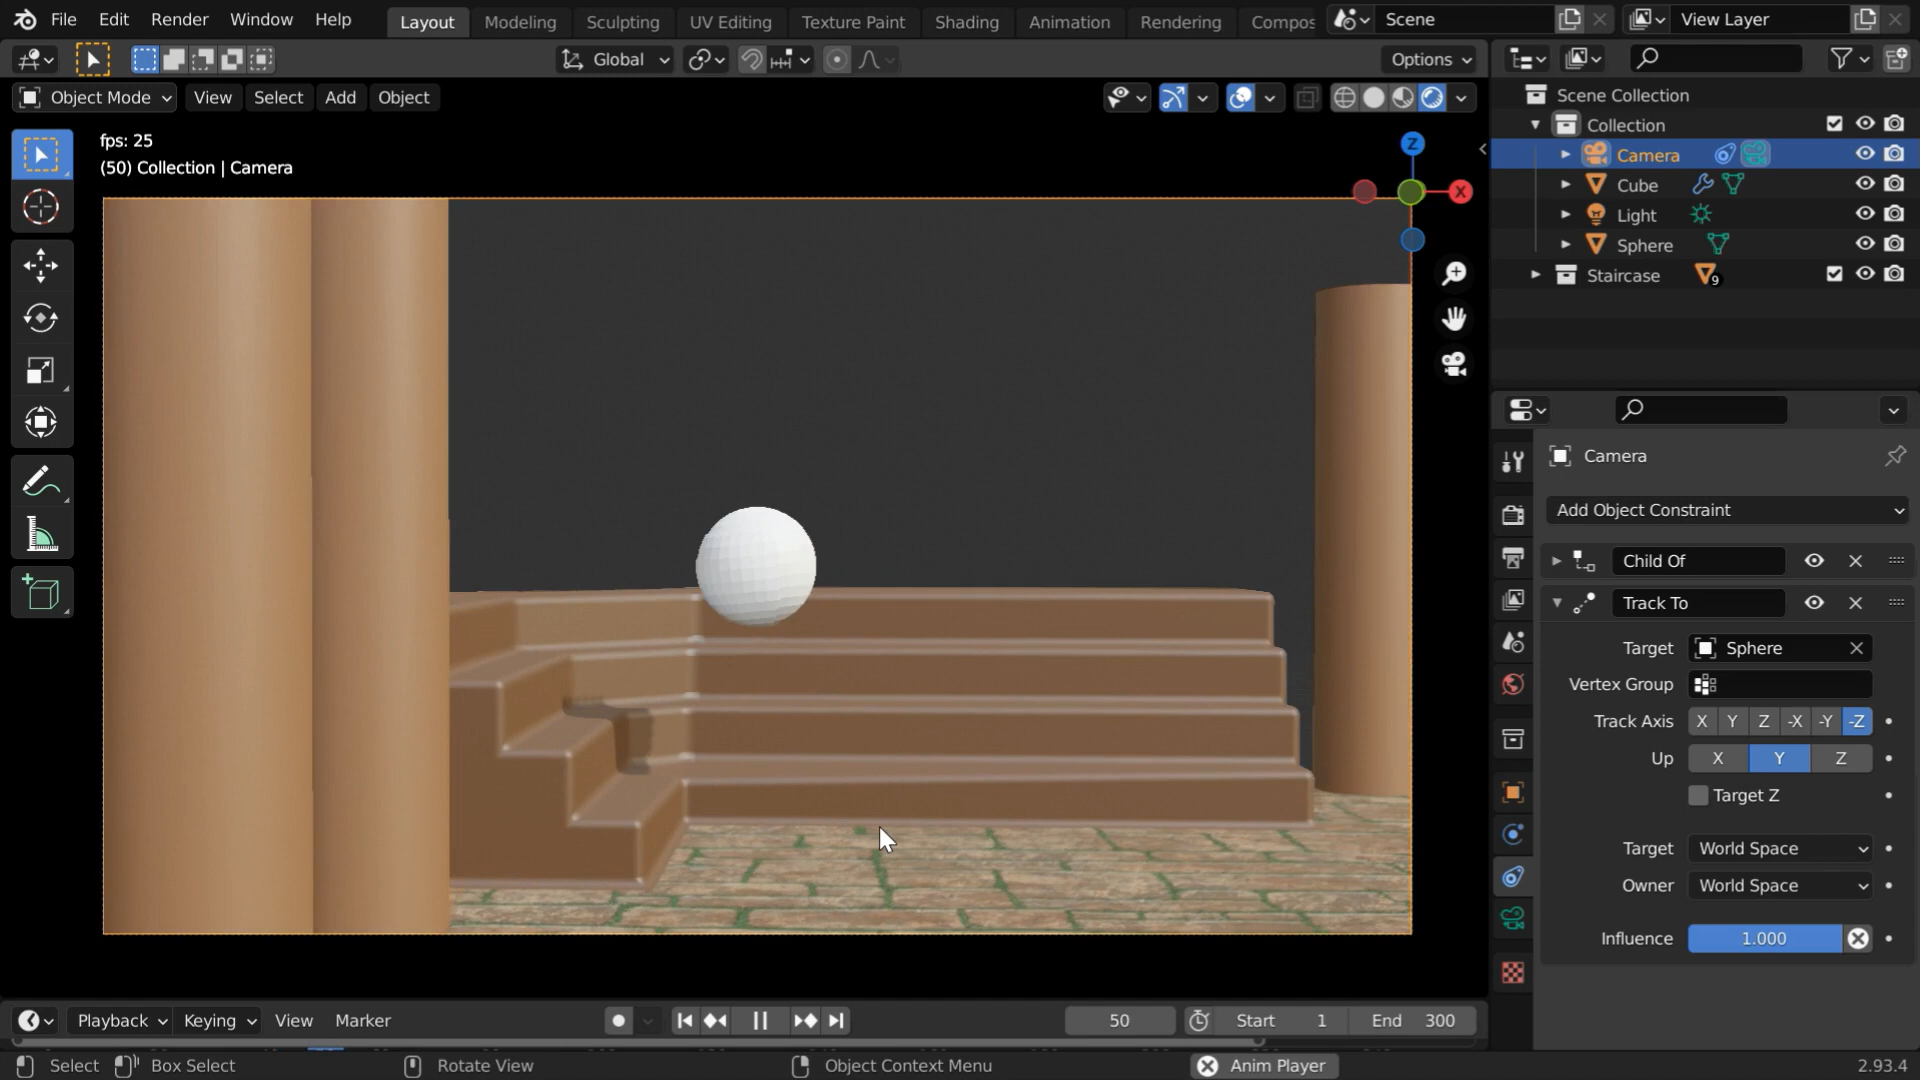 File Edit Render Window Help Layout Modeling Sculpting UV Editing Texture Paint Shading Animation Rendering Compos Scene View Layer
Global Options
Object Mode View Select Add Object
fps: 25
(50) Collection | Camera
Z
X
Scene Collection
Collection
Camera
Cube
Light
Sphere
Staircase 9
Camera
Add Object Constraint
Child Of
Track To
Target Sphere
Vertex Group
Track Axis X Y Z -X -Y -Z
Up X Y Z
Target Z
Target World Space
Owner World Space
Influence 1.000
Playback Keying View Marker 50 Start 1 End 300
Select Box Select Rotate View Object Context Menu Anim Player 2.93.4